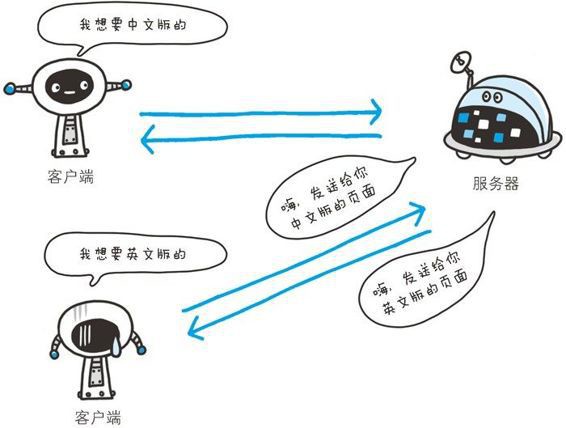 我想要中文版的
客户端
服务器
嗨，发送给你
中文版的页面
我想要英文版的
嗨，发送给你
英文版的页面
客户端